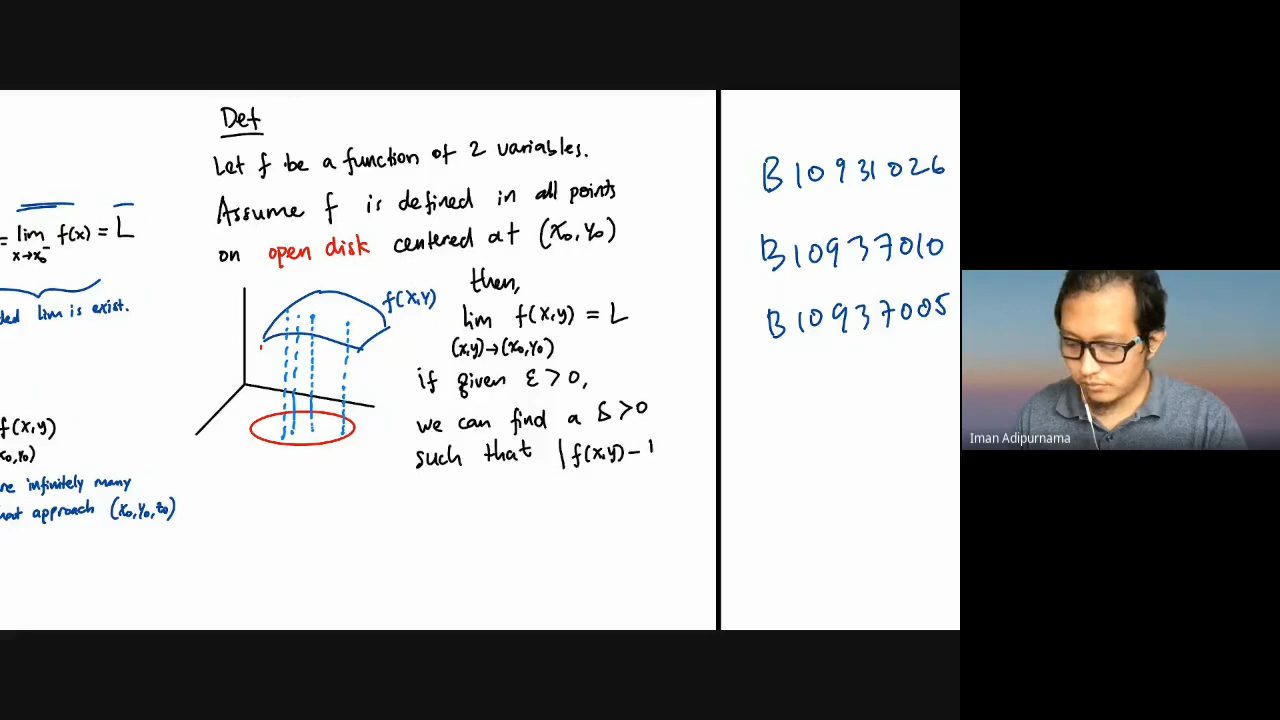 = lim f(x) = L
x→x₀⁻
ded lim is exist.
f(x,y)
x₀,y₀)
re infinitely many
hat approach (x₀,y₀,z₀)
Def
Let f be a function of 2 variables.
Assume f is defined in all points
on open disk centered at (x₀,y₀)
f(x,y)
then,
lim f(x,y) = L
(x,y)→(x₀,y₀)
if given ε>0,
we can find a δ>0
such that |f(x,y)-
B10931026
B10937010
B10937005
Iman Adipurnama